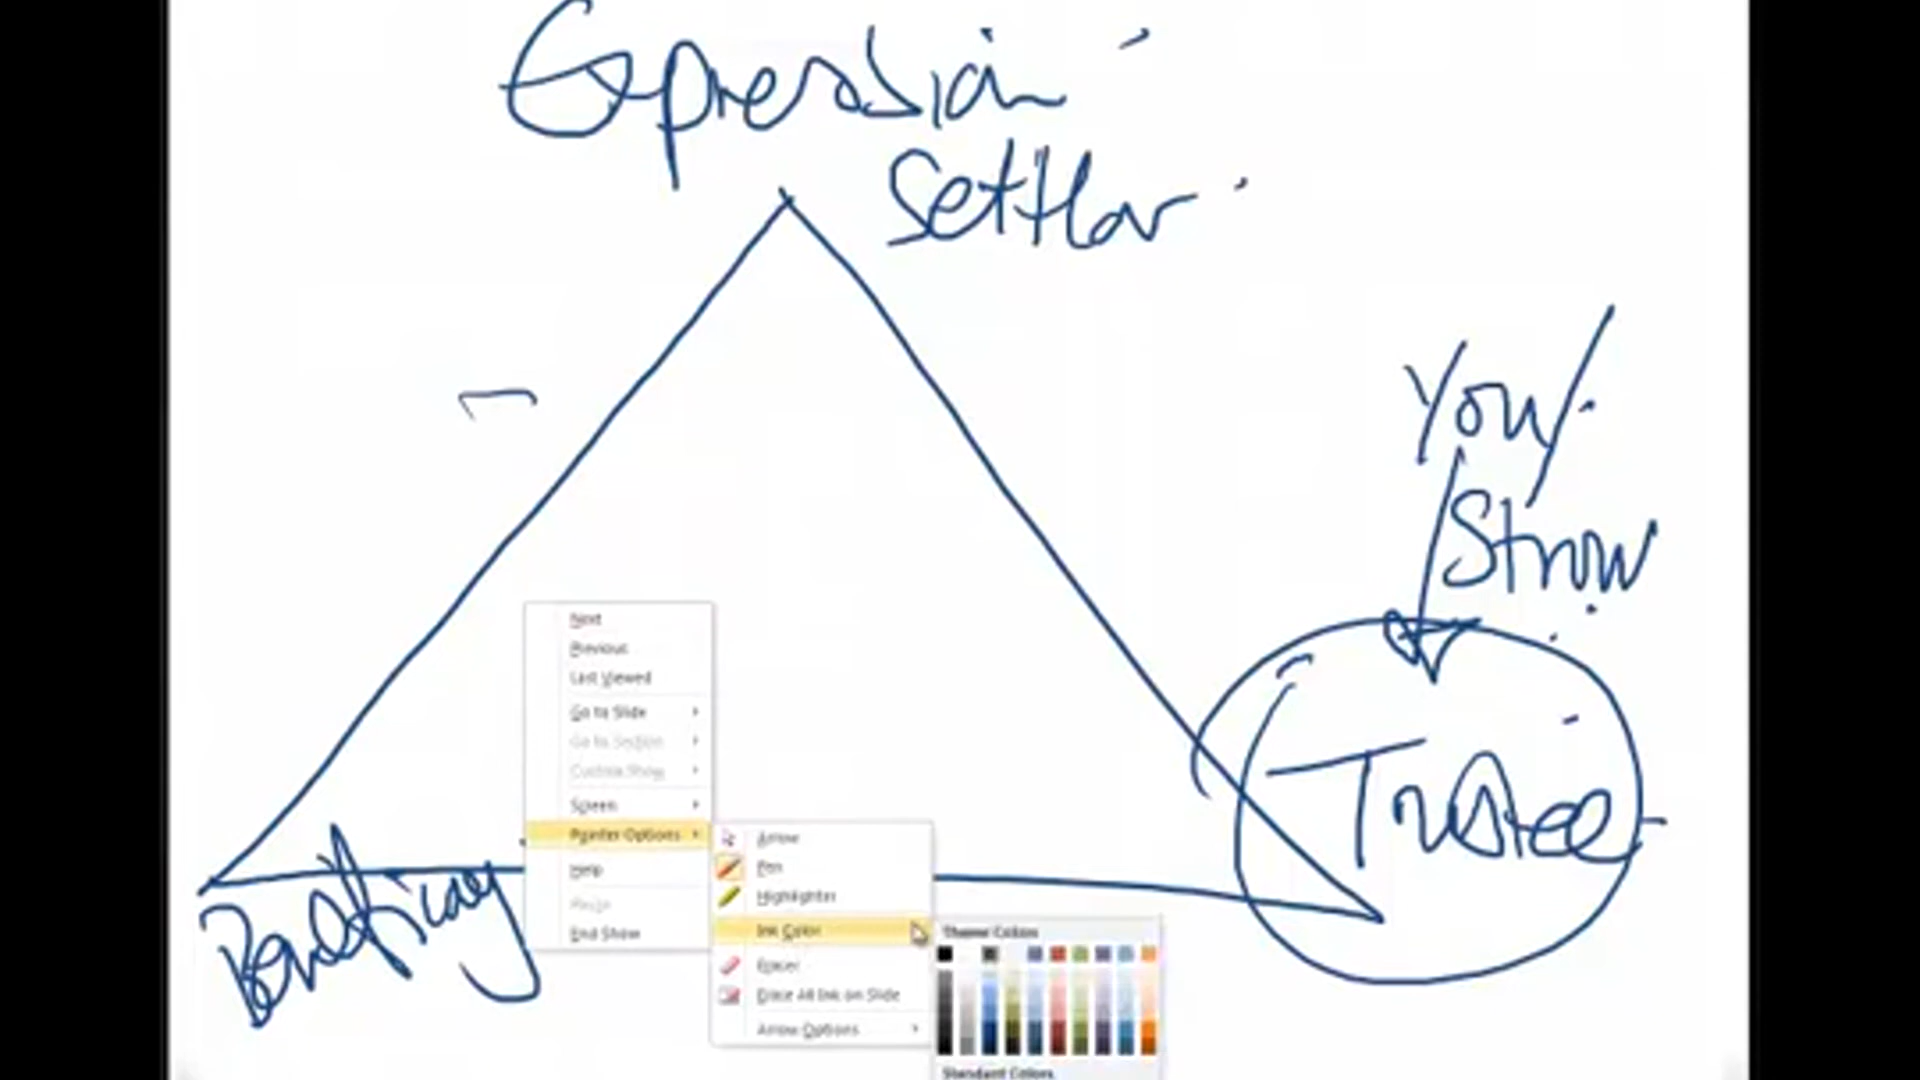 Expression
Settlor
You
Straw
Trustee
Beneficiary
Next
Previous
Last Viewed
Go to Slide
Go to Section
Custom Show
Screen
Pointer Options
Help
Pause
End Show
Arrow
Pen
Highlighter
Ink Color
Eraser
Erase All Ink on Slide
Arrow Options
Theme Colors
Standard Colors